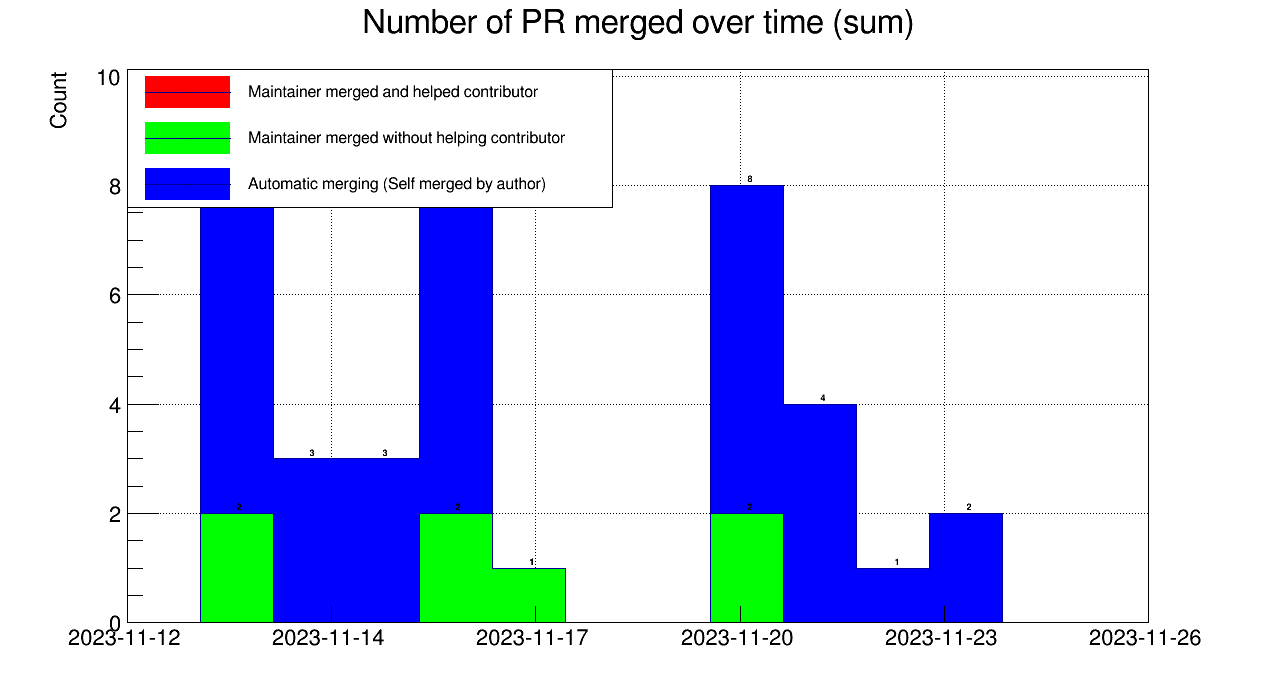 Number of PR merged over time (sum)
Count
10
8
6
4
2
0
Maintainer merged and helped contributor
Maintainer merged without helping contributor
Automatic merging (Self merged by author)
8
4
3 3
2 2 2 2
1 1
2023-11-12 2023-11-14 2023-11-17 2023-11-20 2023-11-23 2023-11-26